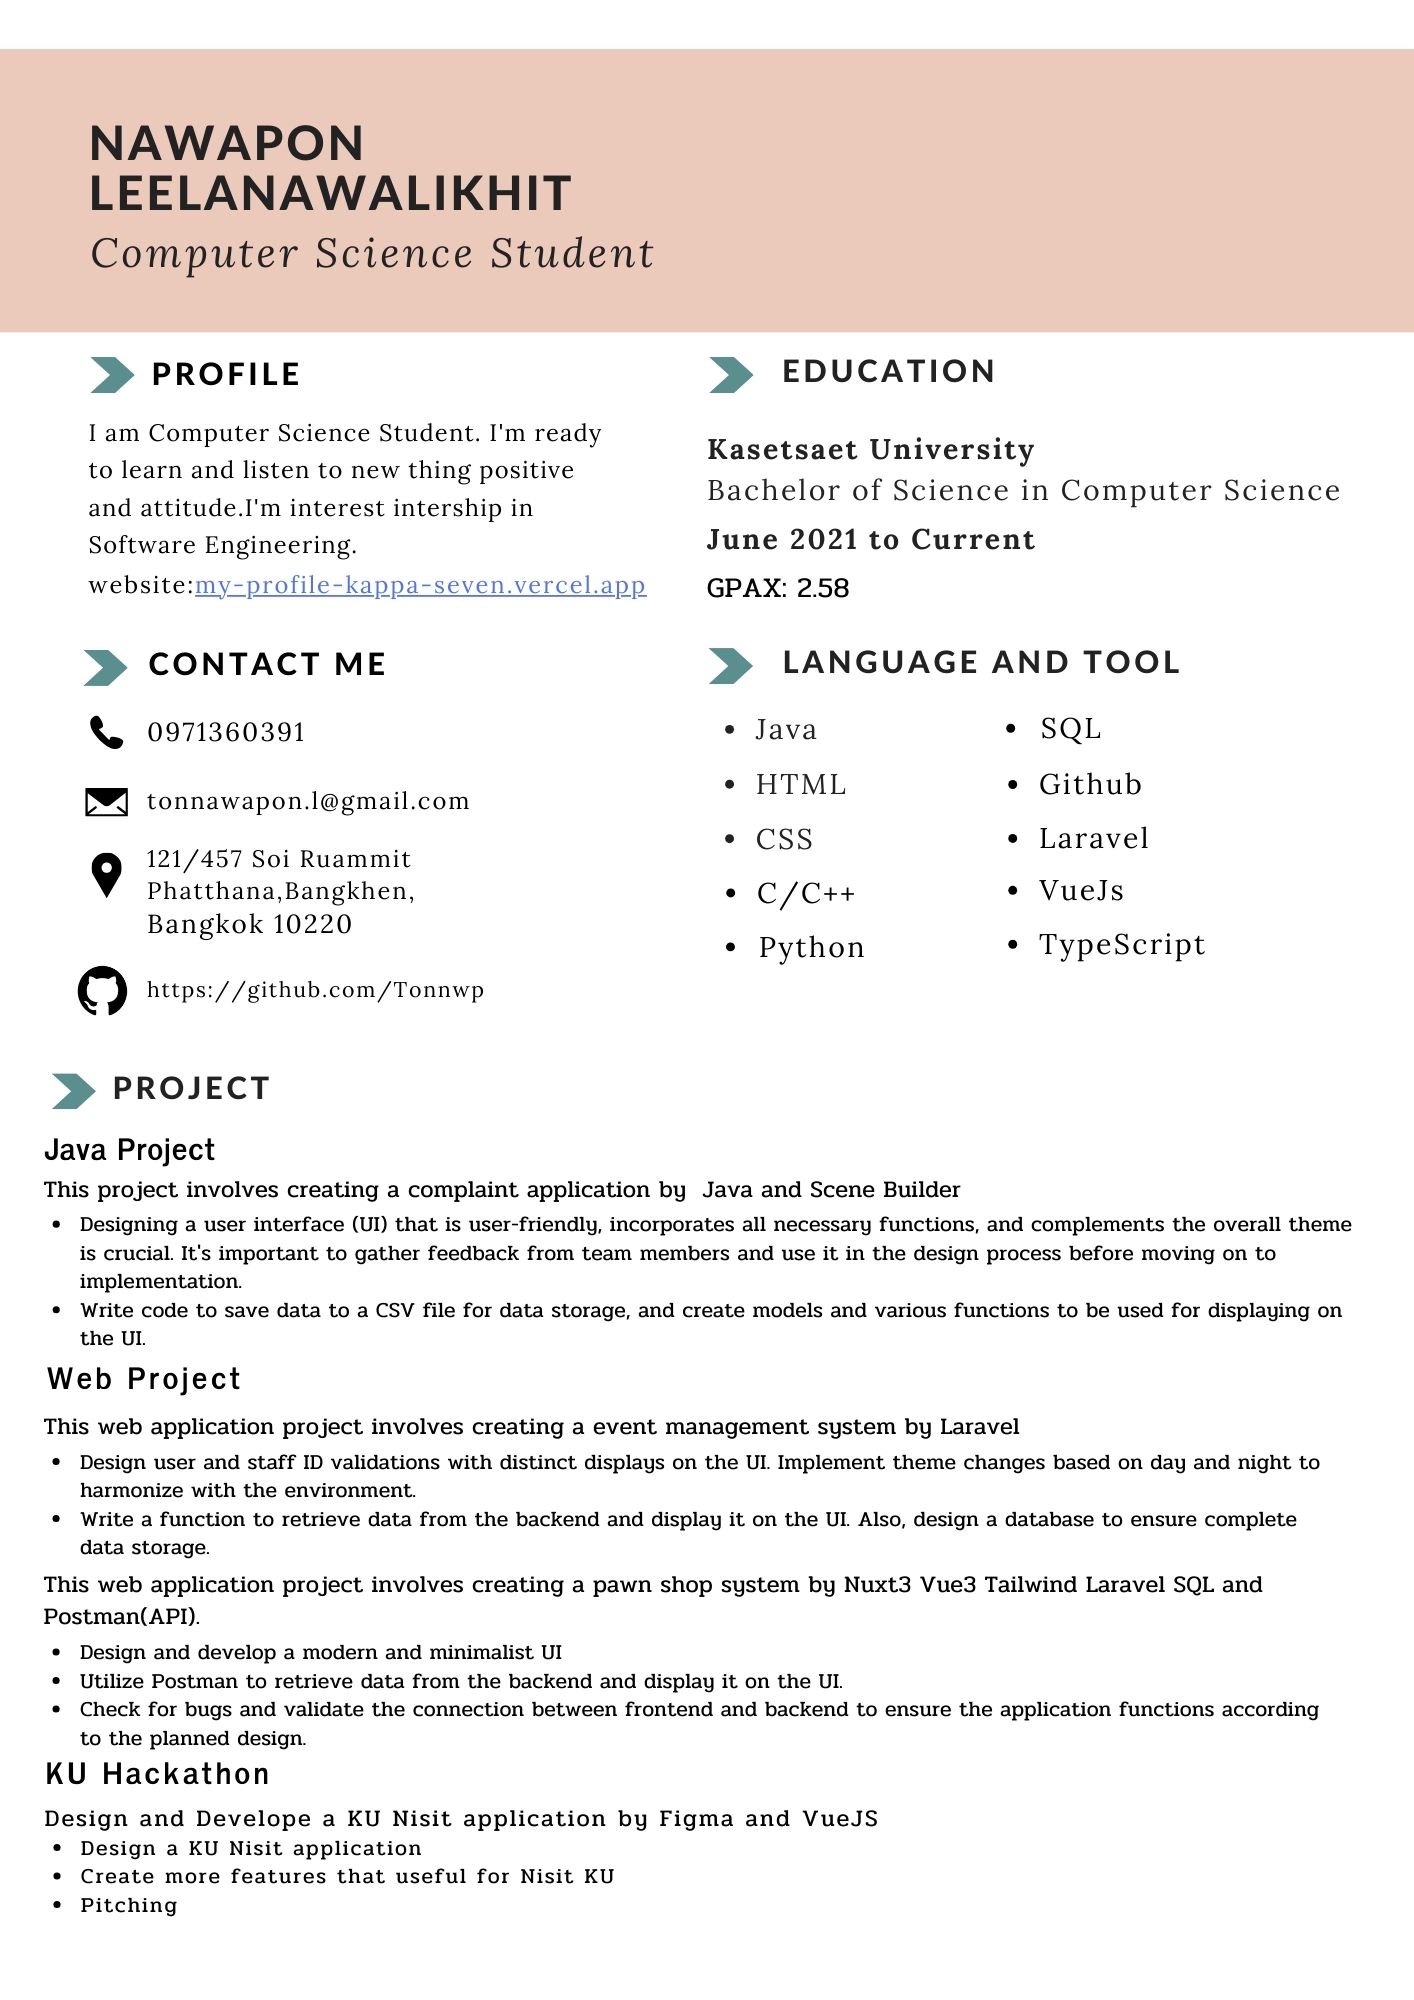 NAWAPON
LEELANAWALIKHIT
Computer Science Student
PROFILE
I am Computer Science Student. I'm ready
to learn and listen to new thing positive
and attitude.I'm interest intership in
Software Engineering.
website:my-profile-kappa-seven.vercel.app
EDUCATION
Kasetsaet University
Bachelor of Science in Computer Science
June 2021 to Current
GPAX: 2.58
CONTACT ME
0971360391
tonnawapon.l@gmail.com
121/457 Soi Ruammit
Phatthana,Bangkhen,
Bangkok 10220
https://github.com/Tonnwp
LANGUAGE AND TOOL
• Java
• HTML
• CSS
• C/C++
• Python
• SQL
• Github
• Laravel
• VueJs
• TypeScript
PROJECT
Java Project
This project involves creating a complaint application by  Java and Scene Builder
• Designing a user interface (UI) that is user-friendly, incorporates all necessary functions, and complements the overall theme
is crucial. It's important to gather feedback from team members and use it in the design process before moving on to
implementation.
• Write code to save data to a CSV file for data storage, and create models and various functions to be used for displaying on
the UI.
Web Project
This web application project involves creating a event management system by Laravel
• Design user and staff ID validations with distinct displays on the UI. Implement theme changes based on day and night to
harmonize with the environment.
• Write a function to retrieve data from the backend and display it on the UI. Also, design a database to ensure complete
data storage.
This web application project involves creating a pawn shop system by Nuxt3 Vue3 Tailwind Laravel SQL and
Postman(API).
• Design and develop a modern and minimalist UI
• Utilize Postman to retrieve data from the backend and display it on the UI.
• Check for bugs and validate the connection between frontend and backend to ensure the application functions according
to the planned design.
KU Hackathon
Design and Develope a KU Nisit application by Figma and VueJS
• Design a KU Nisit application
• Create more features that useful for Nisit KU
• Pitching